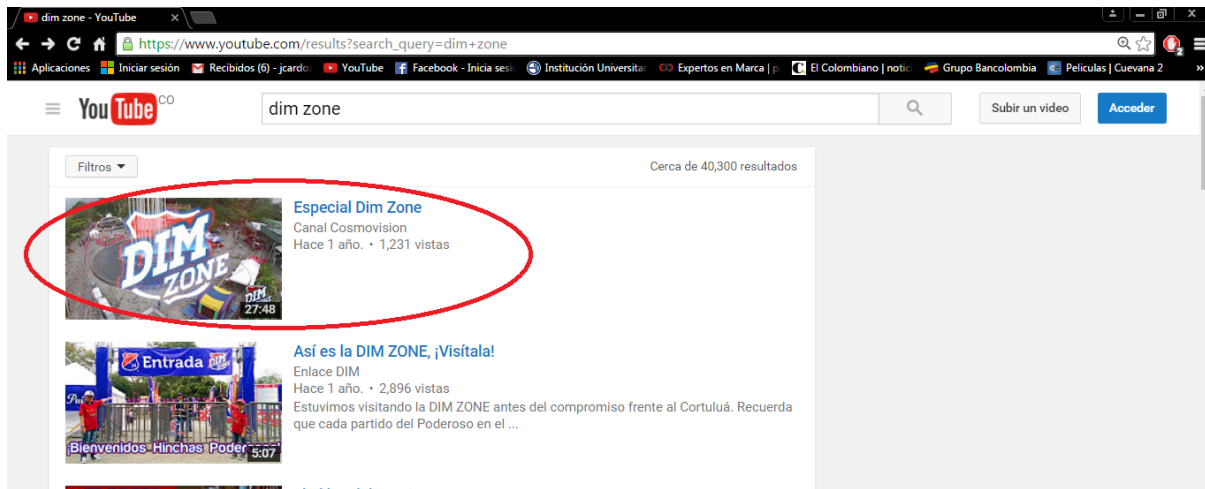 dim zone - YouTube
https://www.youtube.com/results?search_query=dim+zone
2
Aplicaciones Iniciar sesión Recibidos (6) - jcardo YouTube Facebook - Inicia sesi Institución Universitar Expertos en Marca | p El Colombiano | notici Grupo Bancolombia Peliculas | Cuevana 2 »
YouTube CO dim zone Subir un video Acceder
Filtros Cerca de 40,300 resultados
DIM
ZONE
DIM
27:48
Especial Dim Zone
Canal Cosmovision
Hace 1 año. • 1,231 vistas
Entrada DIM
¡Bienvenidos Hinchas
5:07
Así es la DIM ZONE, ¡Visítala!
Enlace DIM
Hace 1 año. • 2,896 vistas
Estuvimos visitando la DIM ZONE antes del compromiso frente al Cortuluá. Recuerda
que cada partido del Poderoso en el ...